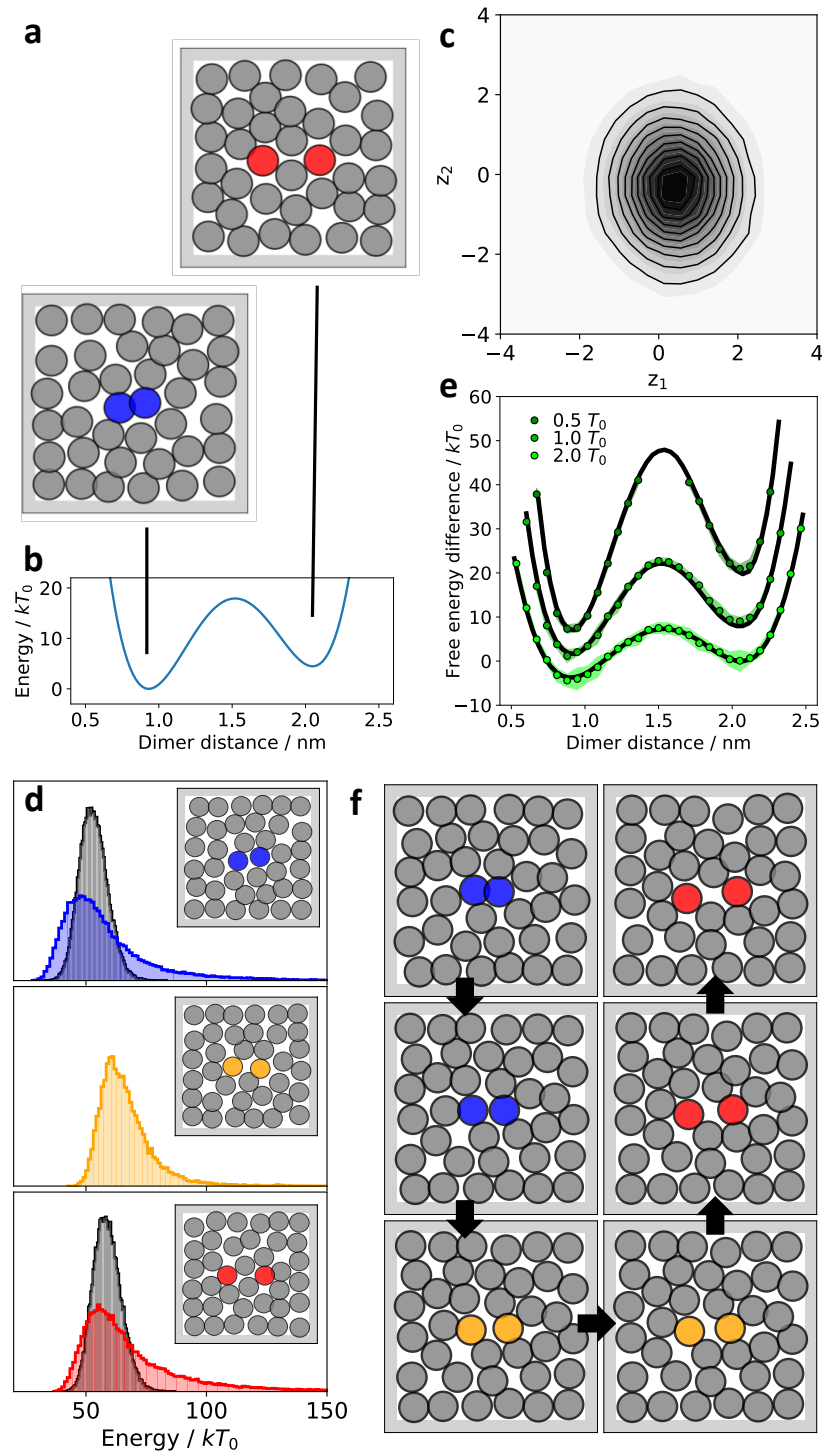 a
b
20
10
0
Energy / kT₀
0.5
1.0
1.5
2.0
2.5
Dimer distance / nm
c
4
2
0
−2
−4
z₂
−4
−2
0
2
4
z₁
e
60
50
40
30
20
10
0
−10
Free energy difference / kT₀
0.5 T₀
1.0 T₀
2.0 T₀
0.5
1.0
1.5
2.0
2.5
Dimer distance / nm
d
50
100
150
Energy / kT₀
f